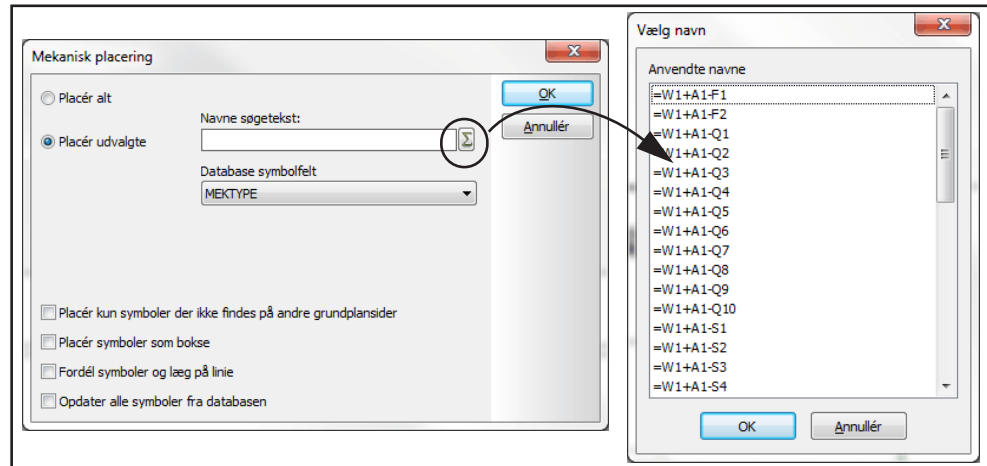 Mekanisk placering
Placér alt
Placér udvalgte
Navne søgetekst:
Σ
Database symbolfelt
MEKTYPE
Placér kun symboler der ikke findes på andre grundplansider
Placér symboler som bokse
Fordél symboler og læg på linie
Opdater alle symboler fra databasen
OK
Annullér
Vælg navn
Anvendte navne
=W1+A1-F1
=W1+A1-F2
=W1+A1-Q1
=W1+A1-Q2
=W1+A1-Q3
=W1+A1-Q4
=W1+A1-Q5
=W1+A1-Q6
=W1+A1-Q7
=W1+A1-Q8
=W1+A1-Q9
=W1+A1-Q10
=W1+A1-S1
=W1+A1-S2
=W1+A1-S3
=W1+A1-S4
OK
Annullér